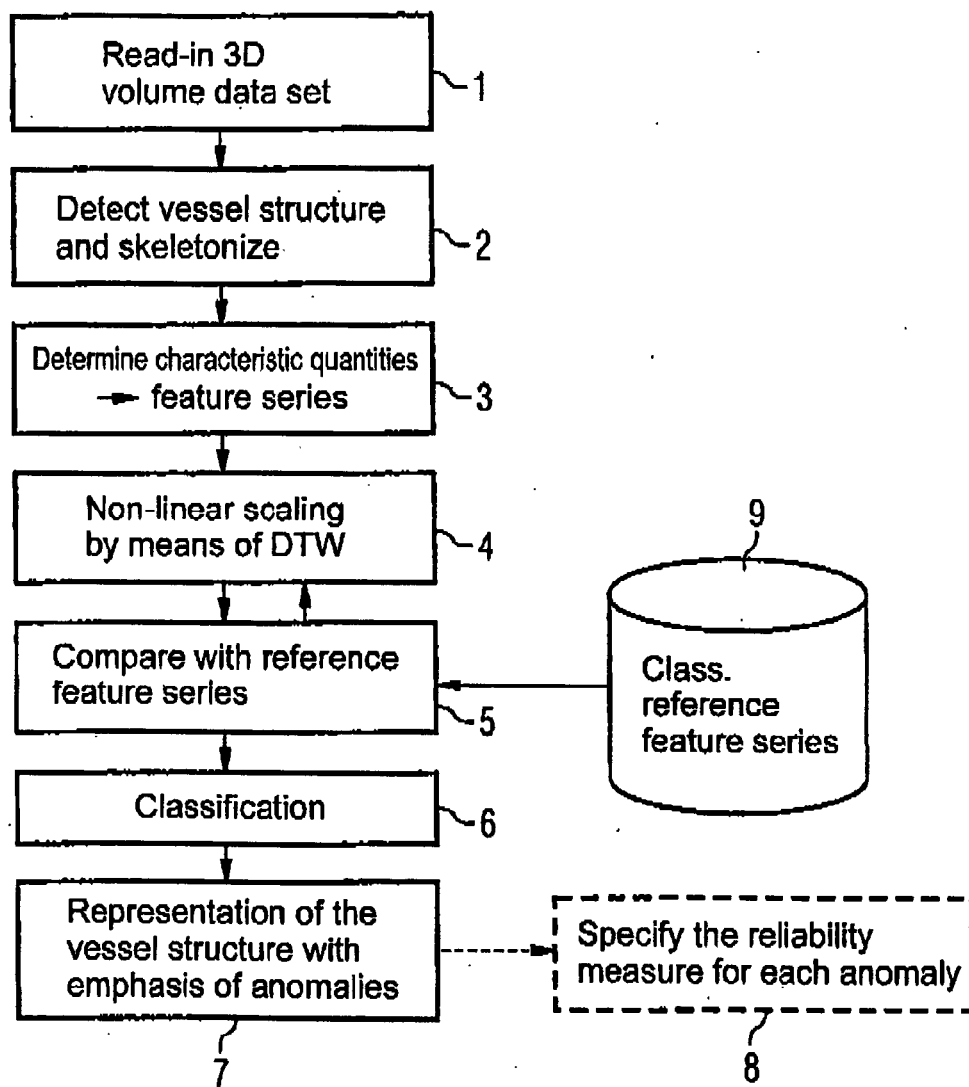 Read-in 3D
volume data set
1
Detect vessel structure
and skeletonize
2
Determine characteristic quantities
→ feature series
3
Non-linear scaling
by means of DTW
4
9
Compare with reference
feature series
5
Class.
reference
feature series
Classification
6
Representation of the
vessel structure with
emphasis of anomalies
7
Specify the reliability
measure for each anomaly
8